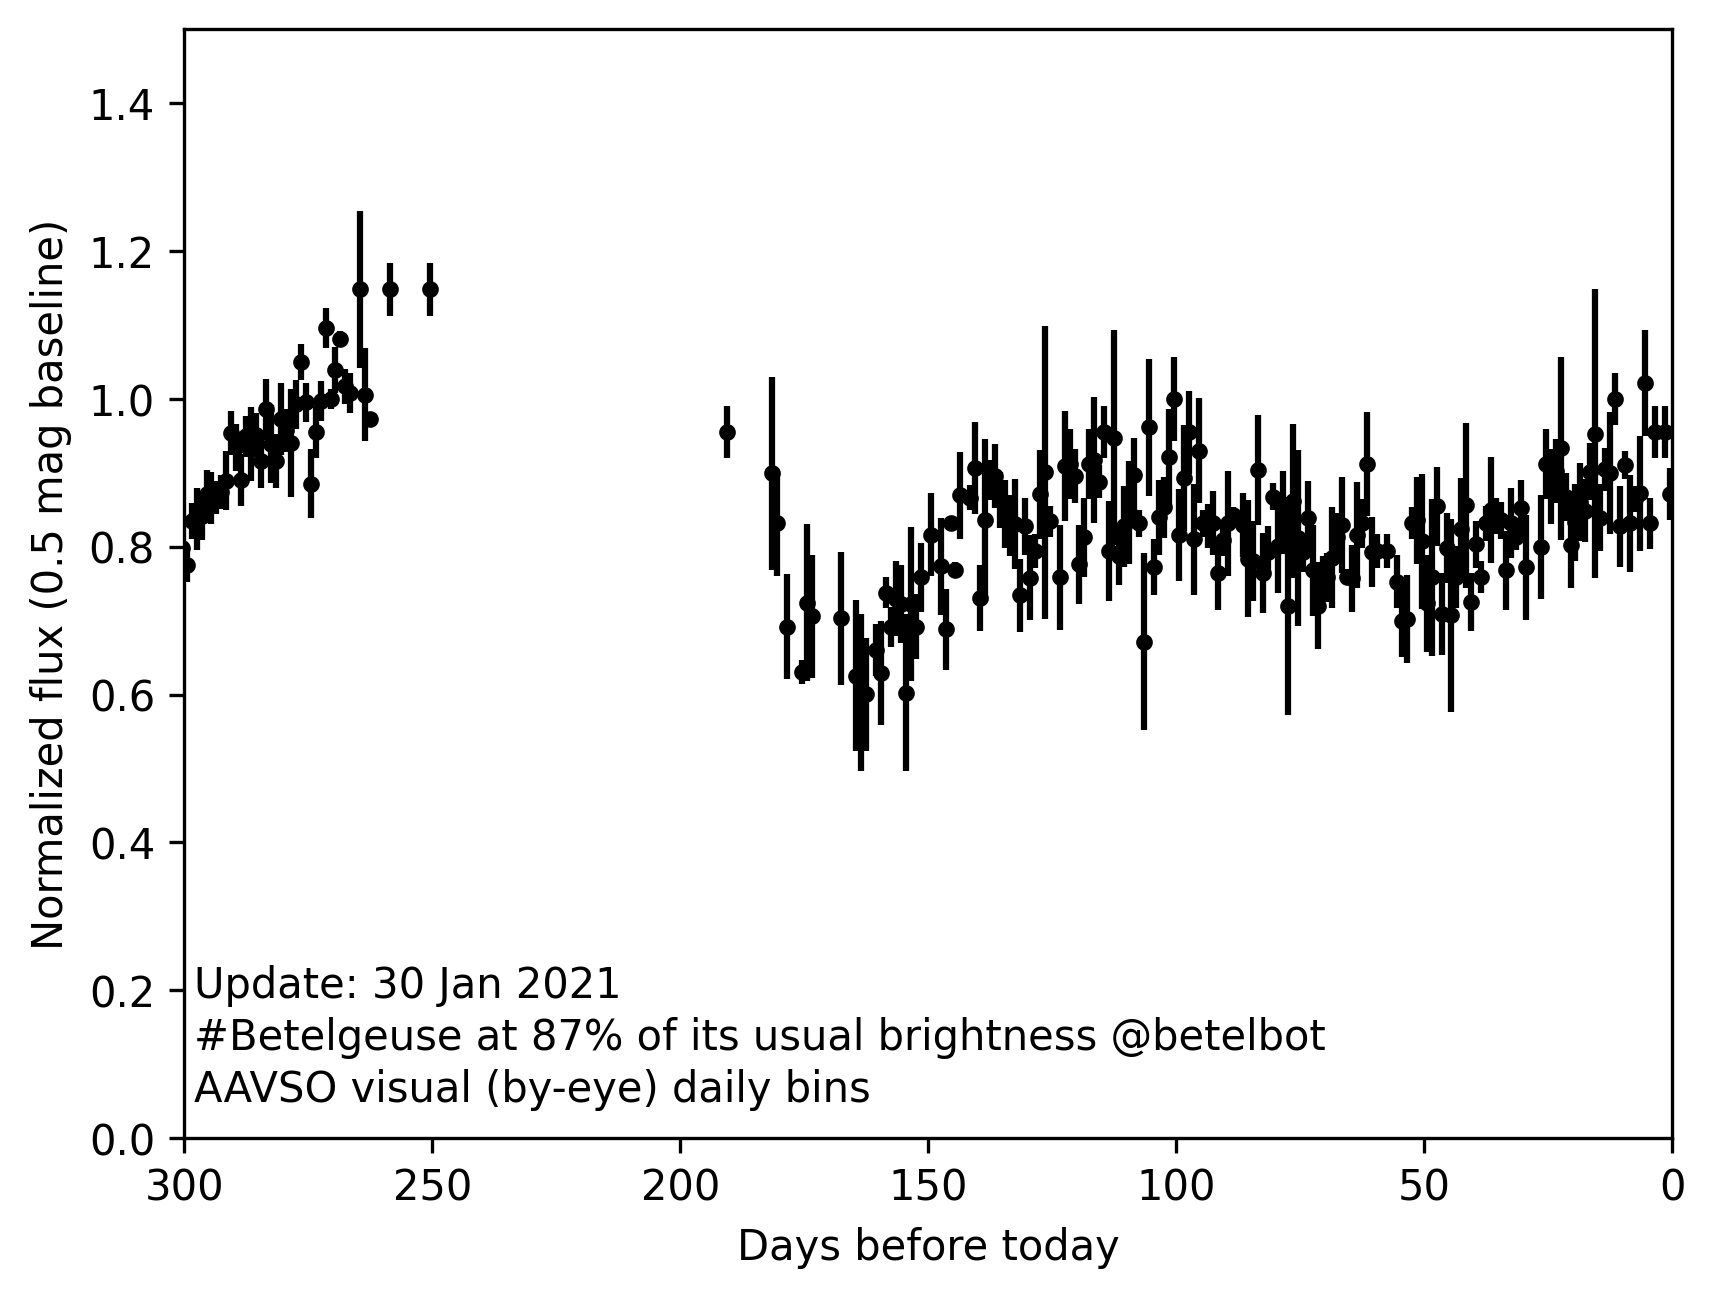 1.4
1.2
1.0
0.8
0.6
0.4
0.2
0.0
Normalized flux (0.5 mag baseline)
Update: 30 Jan 2021
#Betelgeuse at 87% of its usual brightness @betelbot
AAVSO visual (by-eye) daily bins
300 250 200 150 100 50 0
Days before today